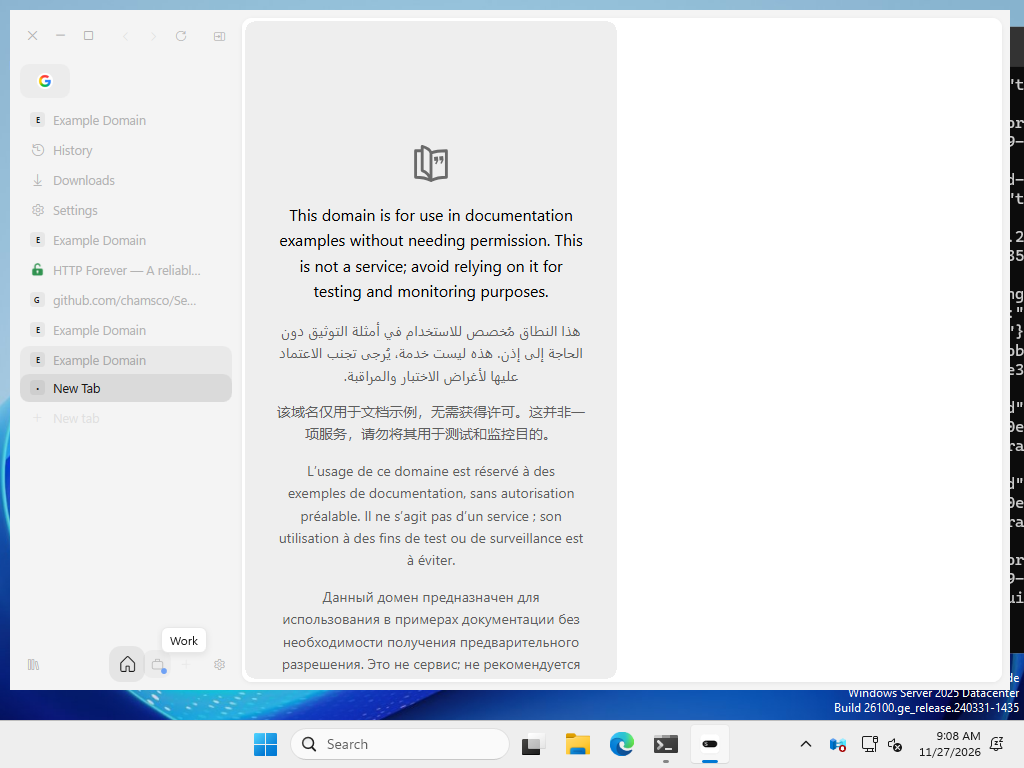 Example Domain
History
Downloads
Settings
Example Domain
HTTP Forever — A reliabl...
github.com/chamsco/Se...
Example Domain
Example Domain
New Tab
New tab
Work
This domain is for use in documentation
examples without needing permission. This
is not a service; avoid relying on it for
testing and monitoring purposes.
هذا النطاق مُخصص للاستخدام في أمثلة التوثيق دون
الحاجة إلى إذن. هذه ليست خدمة، يُرجى تجنب الاعتماد
عليها لأغراض الاختبار والمراقبة.
该域名仅用于文档示例，无需获得许可。这并非一
项服务，请勿将其用于测试和监控目的。
L’usage de ce domaine est réservé à des
exemples de documentation, sans autorisation
préalable. Il ne s’agit pas d’un service ; son
utilisation à des fins de test ou de surveillance est
à éviter.
Данный домен предназначен для
использования в примерах документации без
необходимости получения предварительного
разрешения. Это не сервис; не рекомендуется
Windows Server 2025 Datacenter
Build 26100.ge_release.240331-1435
Search
9:08 AM
11/27/2026